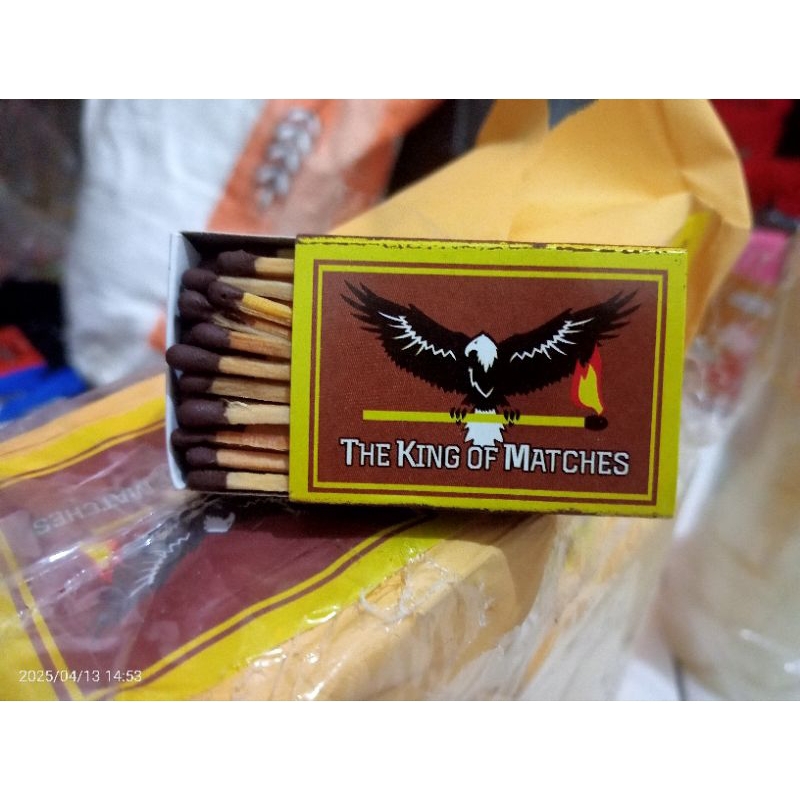 THE KING OF MATCHES
MATCHES
2025/04/13 14:53